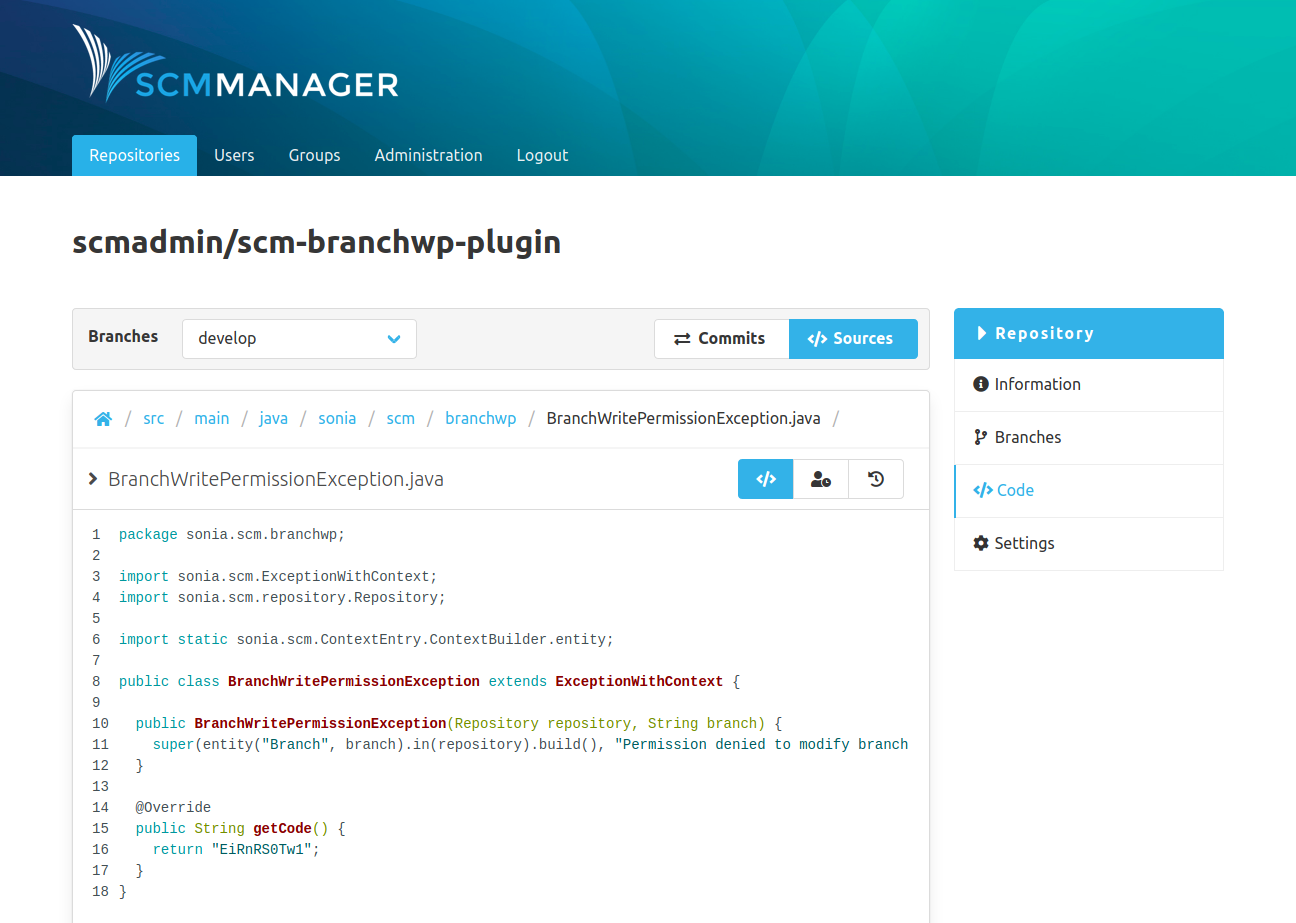 SCMMANAGER
Repositories Users Groups Administration Logout
scmadmin/scm-branchwp-plugin
Branches develop Commits </> Sources
Repository
Information
Branches
</> Code
Settings
/ src / main / java / sonia / scm / branchwp / BranchWritePermissionException.java /
BranchWritePermissionException.java </>
1 package sonia.scm.branchwp;
2
3 import sonia.scm.ExceptionWithContext;
4 import sonia.scm.repository.Repository;
5
6 import static sonia.scm.ContextEntry.ContextBuilder.entity;
7
8 public class BranchWritePermissionException extends ExceptionWithContext {
9
10 public BranchWritePermissionException(Repository repository, String branch) {
11 super(entity("Branch", branch).in(repository).build(), "Permission denied to modify branch
12 }
13
14 @Override
15 public String getCode() {
16 return "EiRnRS0Tw1";
17 }
18 }